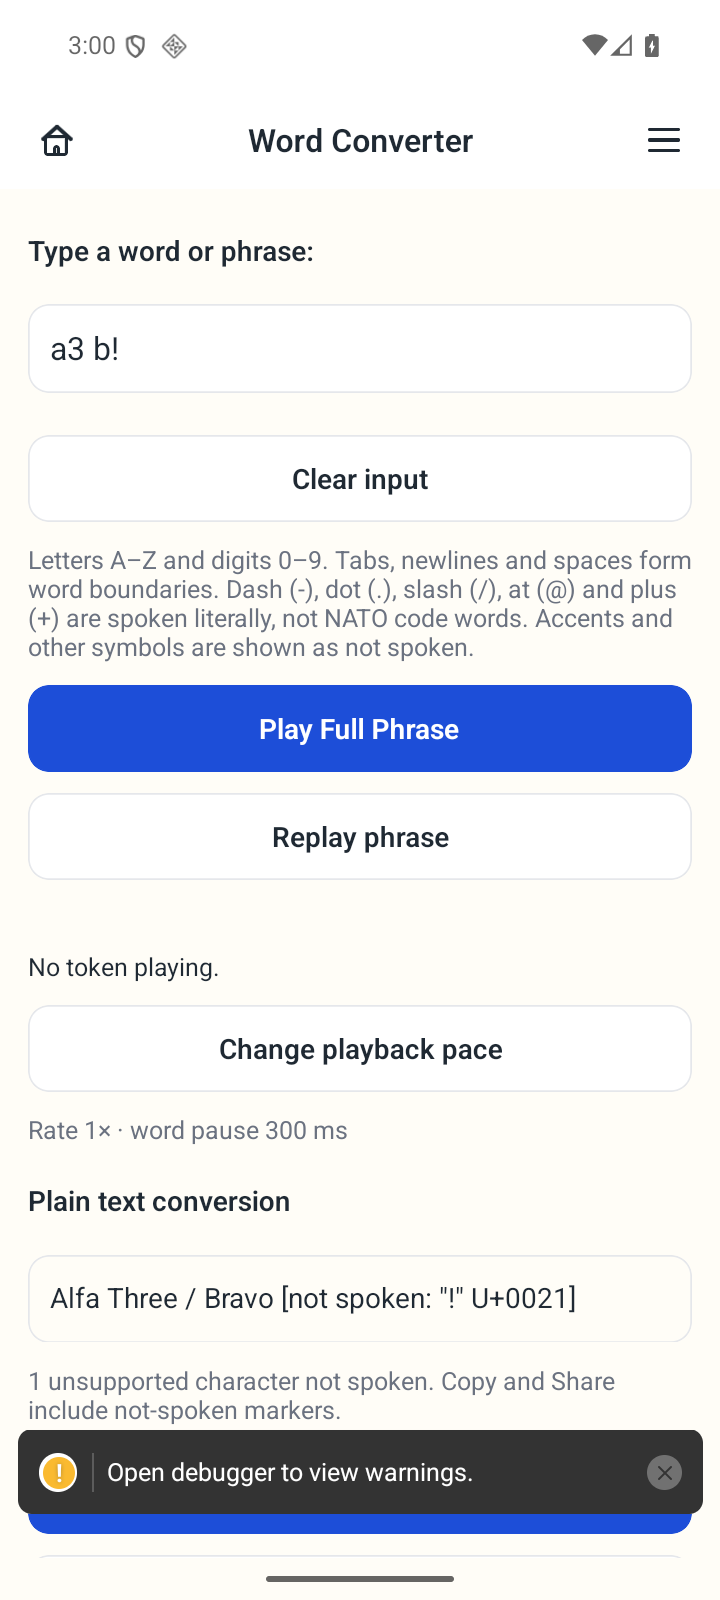 3:00
Word Converter
Type a word or phrase:
a3 b!
Clear input
Letters A–Z and digits 0–9. Tabs, newlines and spaces form
word boundaries. Dash (-), dot (.), slash (/), at (@) and plus
(+) are spoken literally, not NATO code words. Accents and
other symbols are shown as not spoken.
Play Full Phrase
Replay phrase
No token playing.
Change playback pace
Rate 1× · word pause 300 ms
Plain text conversion
Alfa Three / Bravo [not spoken: "!" U+0021]
1 unsupported character not spoken. Copy and Share
include not-spoken markers.
Open debugger to view warnings.